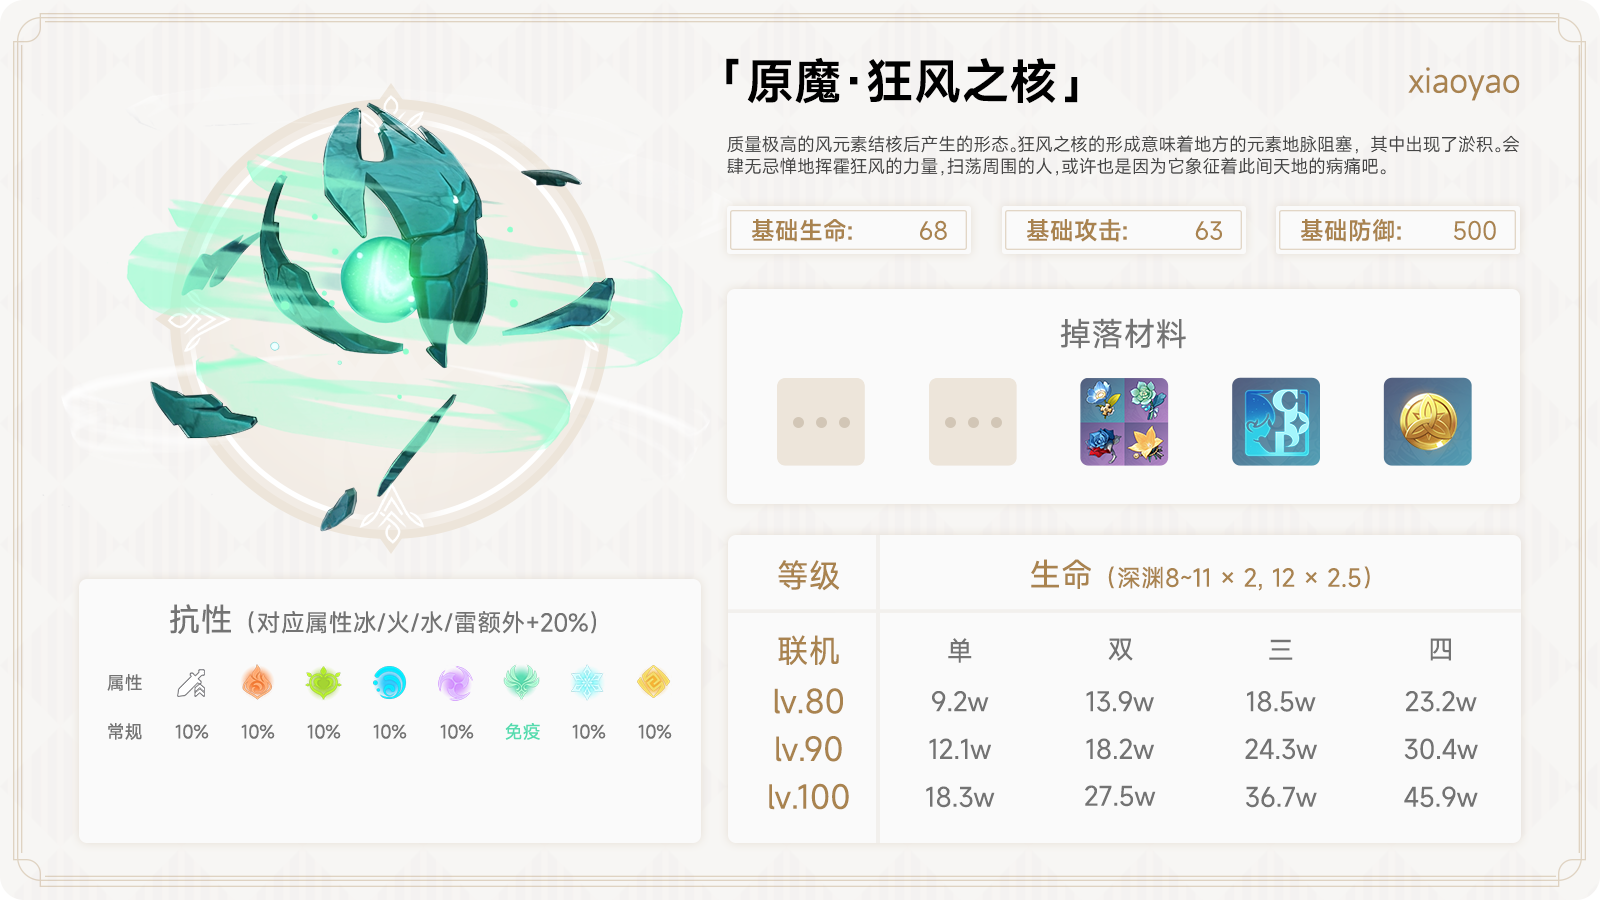 「原魔·狂风之核」
xiaoyao
质量极高的风元素结核后产生的形态。狂风之核的形成意味着地方的元素地脉阻塞，其中出现了淤积。会
肆无忌惮地挥霍狂风的力量,扫荡周围的人,或许也是因为它象征着此间天地的病痛吧。
基础生命: 68
基础攻击: 63
基础防御: 500
掉落材料
COP
抗性（对应属性冰/火/水/雷额外+20%）
属性
常规 10% 10% 10% 10% 10% 免疫 10% 10%
等级 生命（深渊8~11 × 2, 12 × 2.5）
联机 单 双 三 四
lv.80 9.2w 13.9w 18.5w 23.2w
lv.90 12.1w 18.2w 24.3w 30.4w
lv.100 18.3w 27.5w 36.7w 45.9w